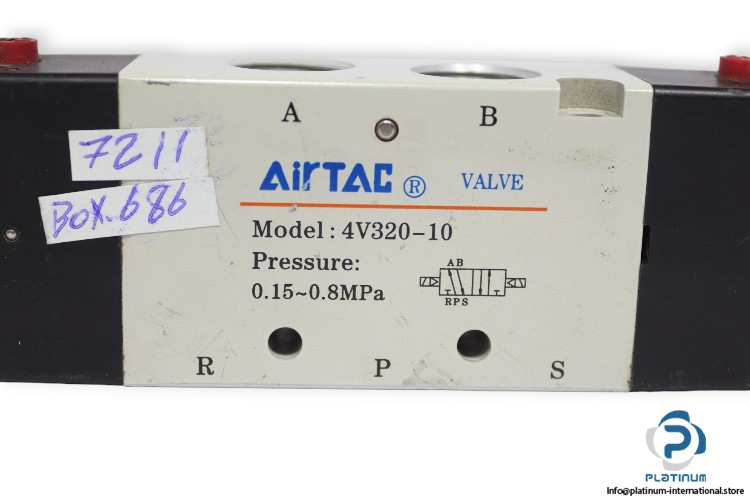 A B
7211
BOX.686
AirTAC ® VALVE
Model: 4V320-10
Pressure:
0.15~0.8MPa
AB
RPS
R P S
PLATINUM
Info@platinum-international.store